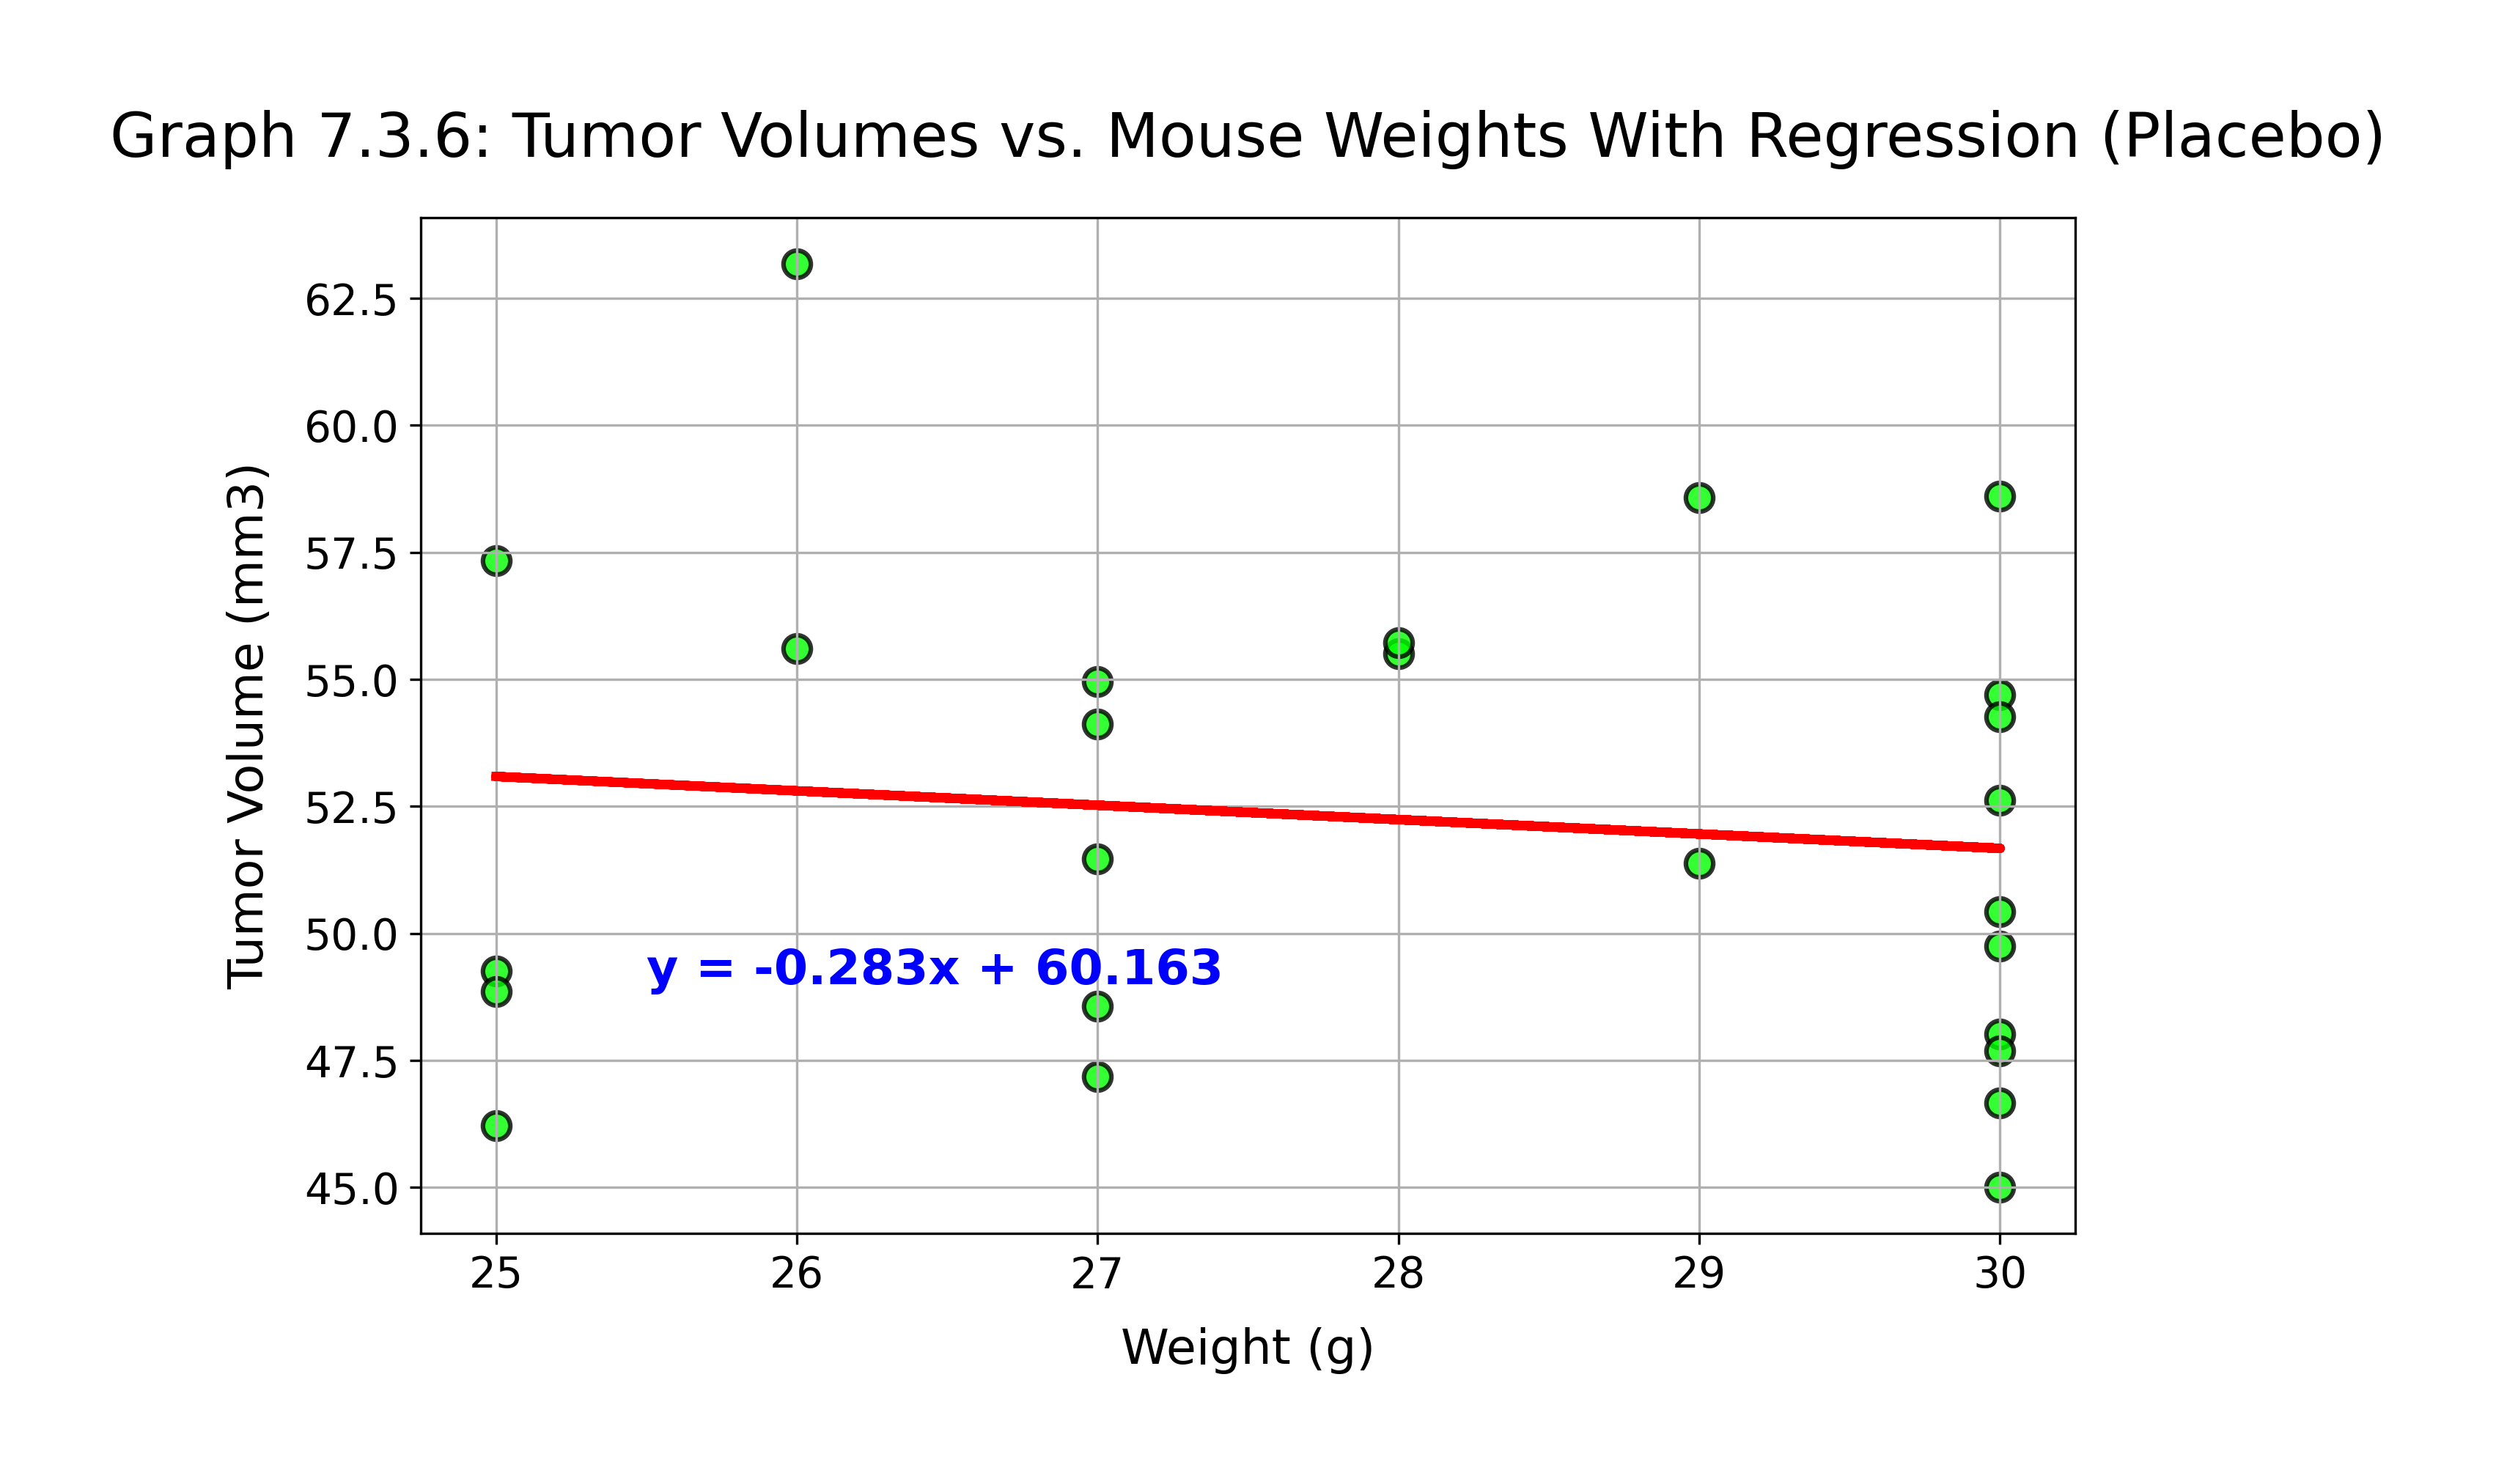 Graph 7.3.6: Tumor Volumes vs. Mouse Weights With Regression (Placebo)
Tumor Volume (mm3)
62.5
60.0
57.5
55.0
52.5
50.0
47.5
45.0
y = -0.283x + 60.163
25 26 27 28 29 30
Weight (g)